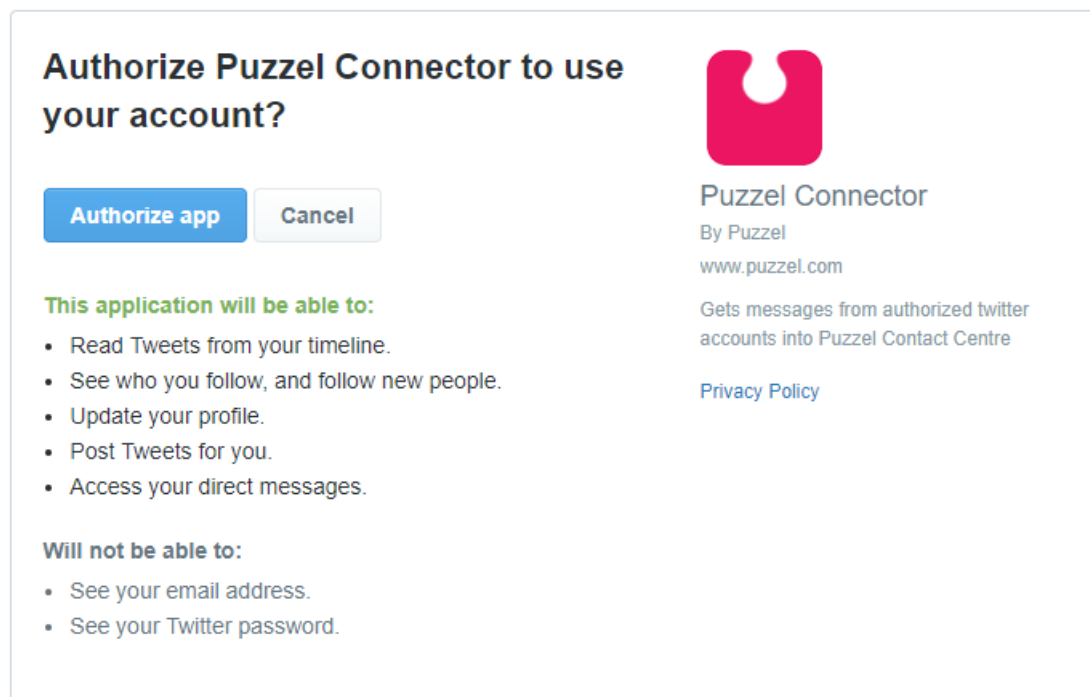 Authorize Puzzel Connector to use
your account?
Authorize app
Cancel
This application will be able to:
• Read Tweets from your timeline.
• See who you follow, and follow new people.
• Update your profile.
• Post Tweets for you.
• Access your direct messages.
Will not be able to:
• See your email address.
• See your Twitter password.
Puzzel Connector
By Puzzel
www.puzzel.com
Gets messages from authorized twitter
accounts into Puzzel Contact Centre
Privacy Policy